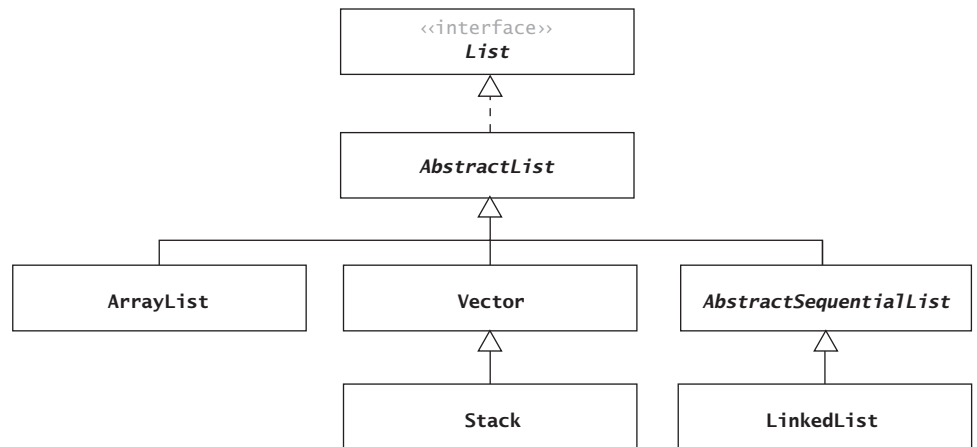 ‹‹interface››
List
AbstractList
ArrayList
Vector
AbstractSequentialList
Stack
LinkedList